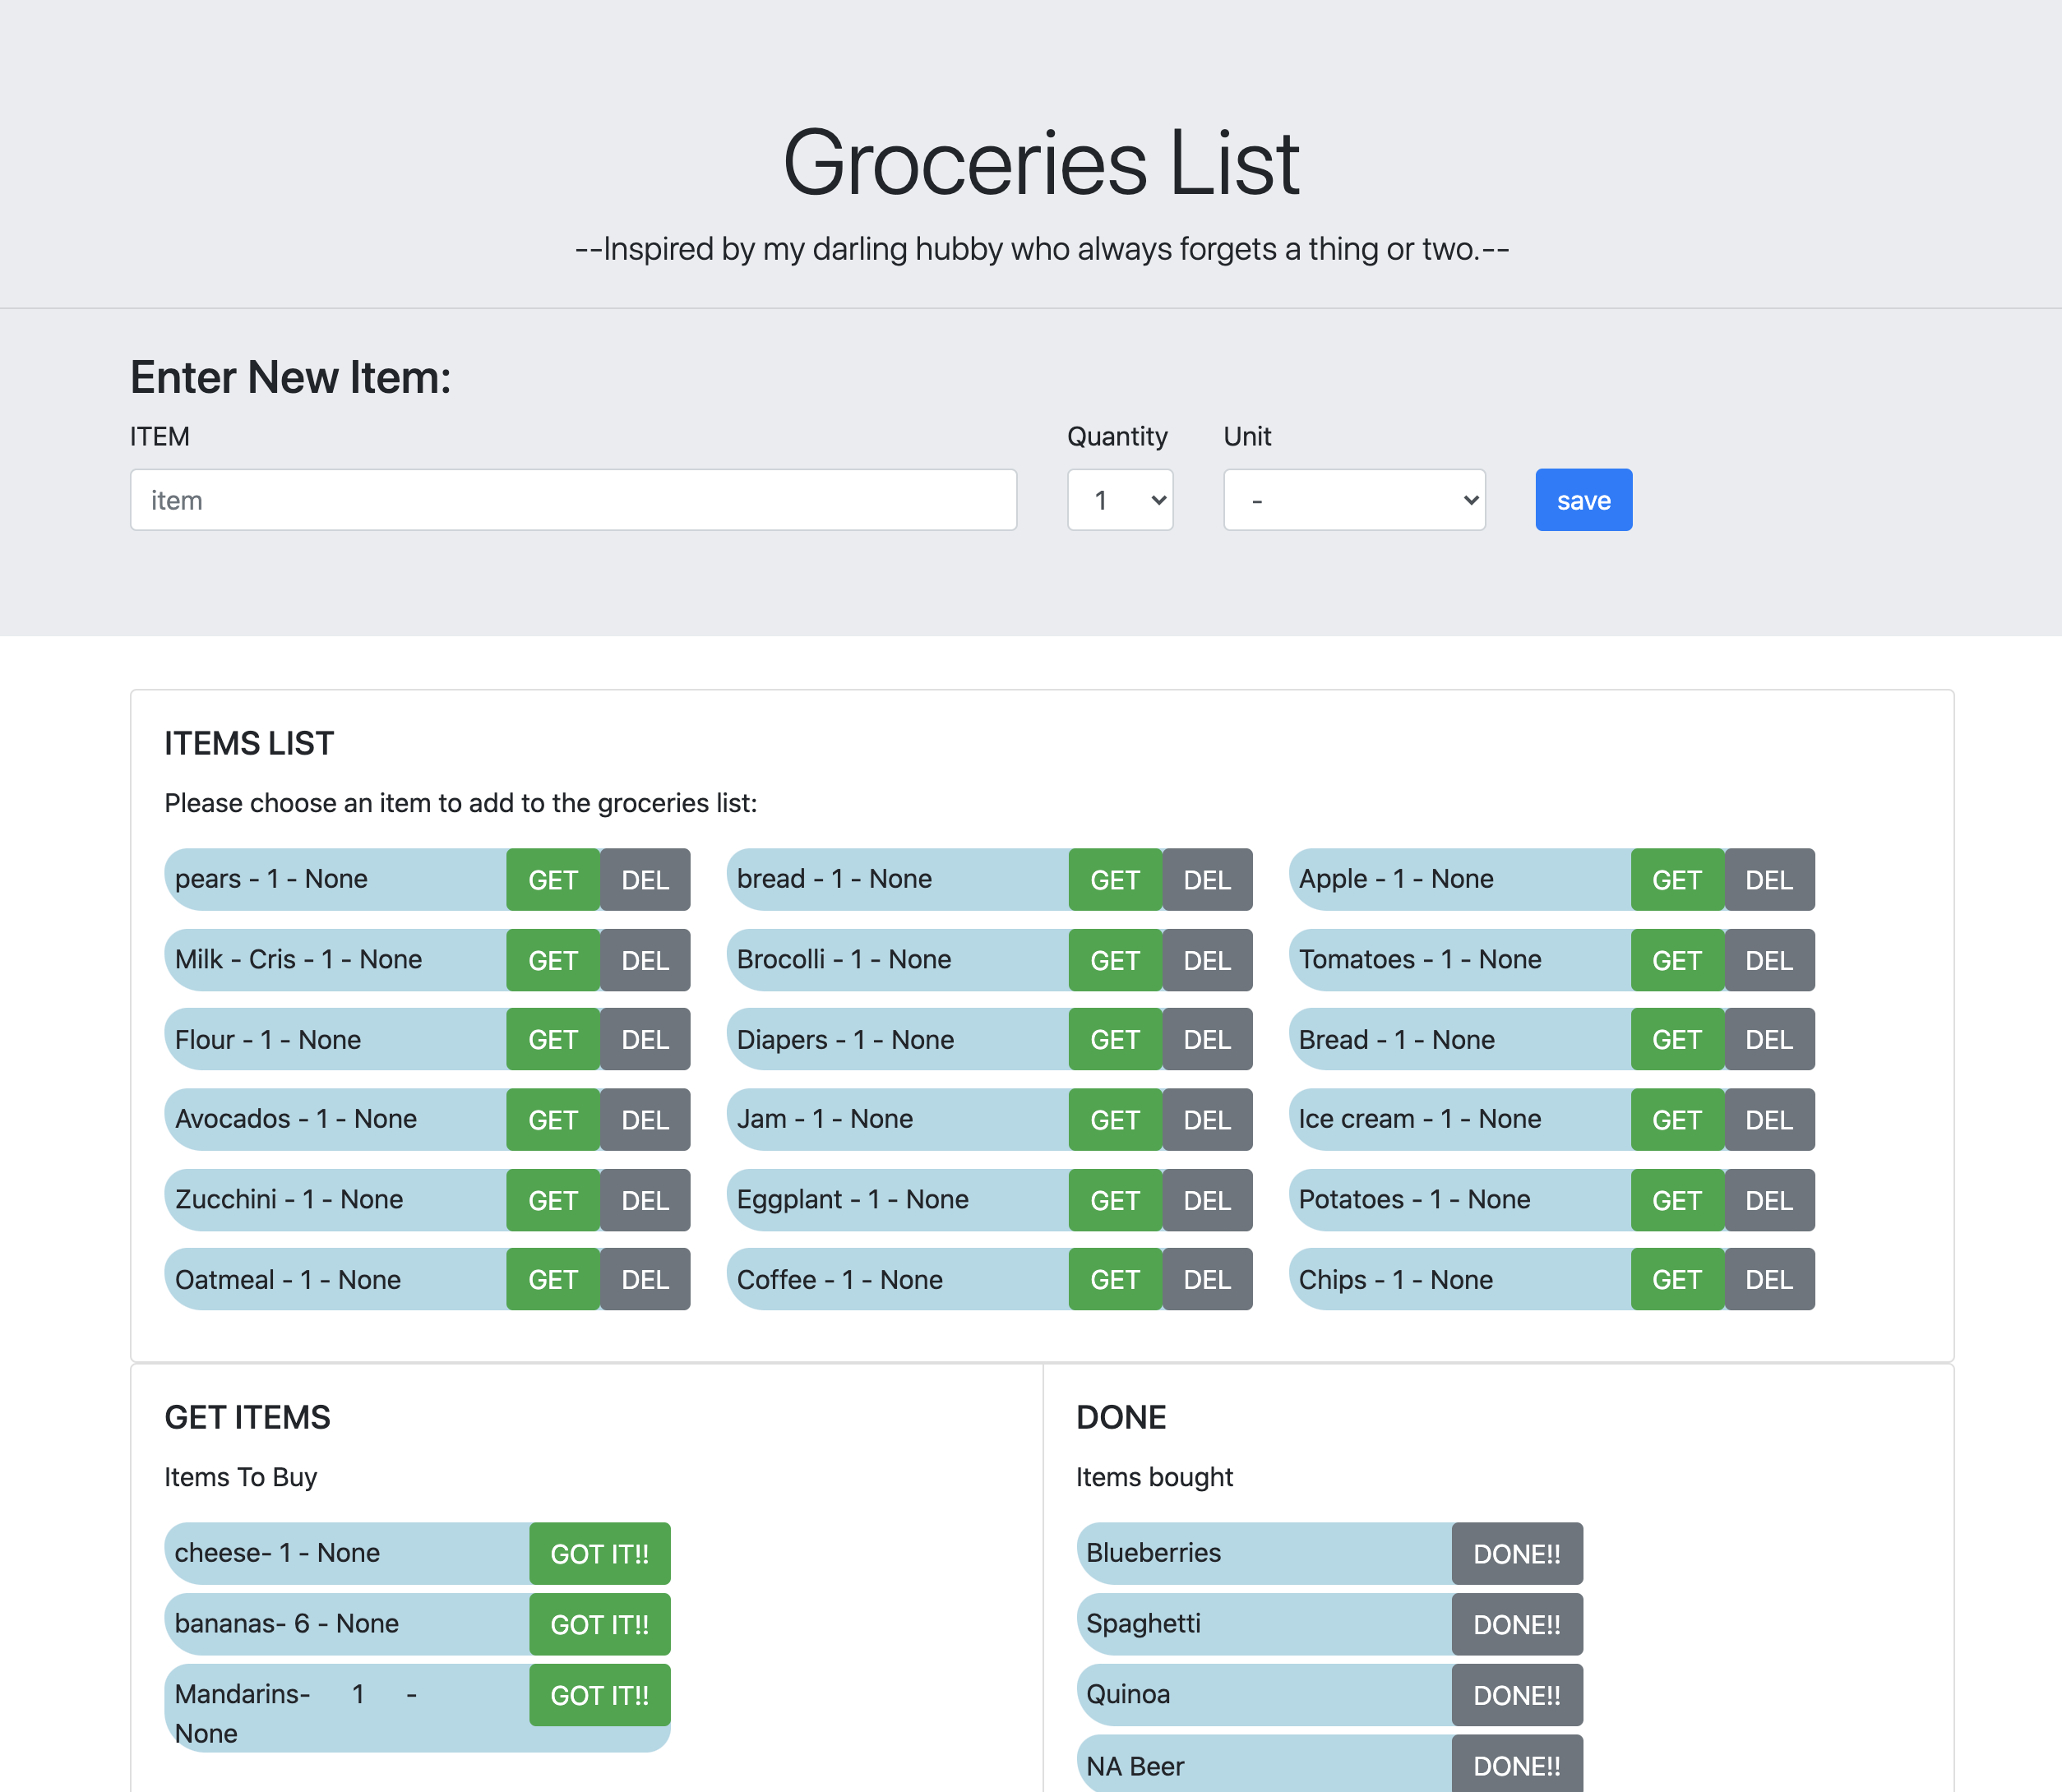 Groceries List
--Inspired by my darling hubby who always forgets a thing or two.--
Enter New Item:
ITEM Quantity Unit
item 1 - save
ITEMS LIST
Please choose an item to add to the groceries list:
pears - 1 - None GET DEL bread - 1 - None GET DEL Apple - 1 - None GET DEL
Milk - Cris - 1 - None GET DEL Brocolli - 1 - None GET DEL Tomatoes - 1 - None GET DEL
Flour - 1 - None GET DEL Diapers - 1 - None GET DEL Bread - 1 - None GET DEL
Avocados - 1 - None GET DEL Jam - 1 - None GET DEL Ice cream - 1 - None GET DEL
Zucchini - 1 - None GET DEL Eggplant - 1 - None GET DEL Potatoes - 1 - None GET DEL
Oatmeal - 1 - None GET DEL Coffee - 1 - None GET DEL Chips - 1 - None GET DEL
GET ITEMS
Items To Buy
cheese- 1 - None GOT IT!!
bananas- 6 - None GOT IT!!
Mandarins- 1 - GOT IT!!
None
DONE
Items bought
Blueberries DONE!!
Spaghetti DONE!!
Quinoa DONE!!
NA Beer DONE!!